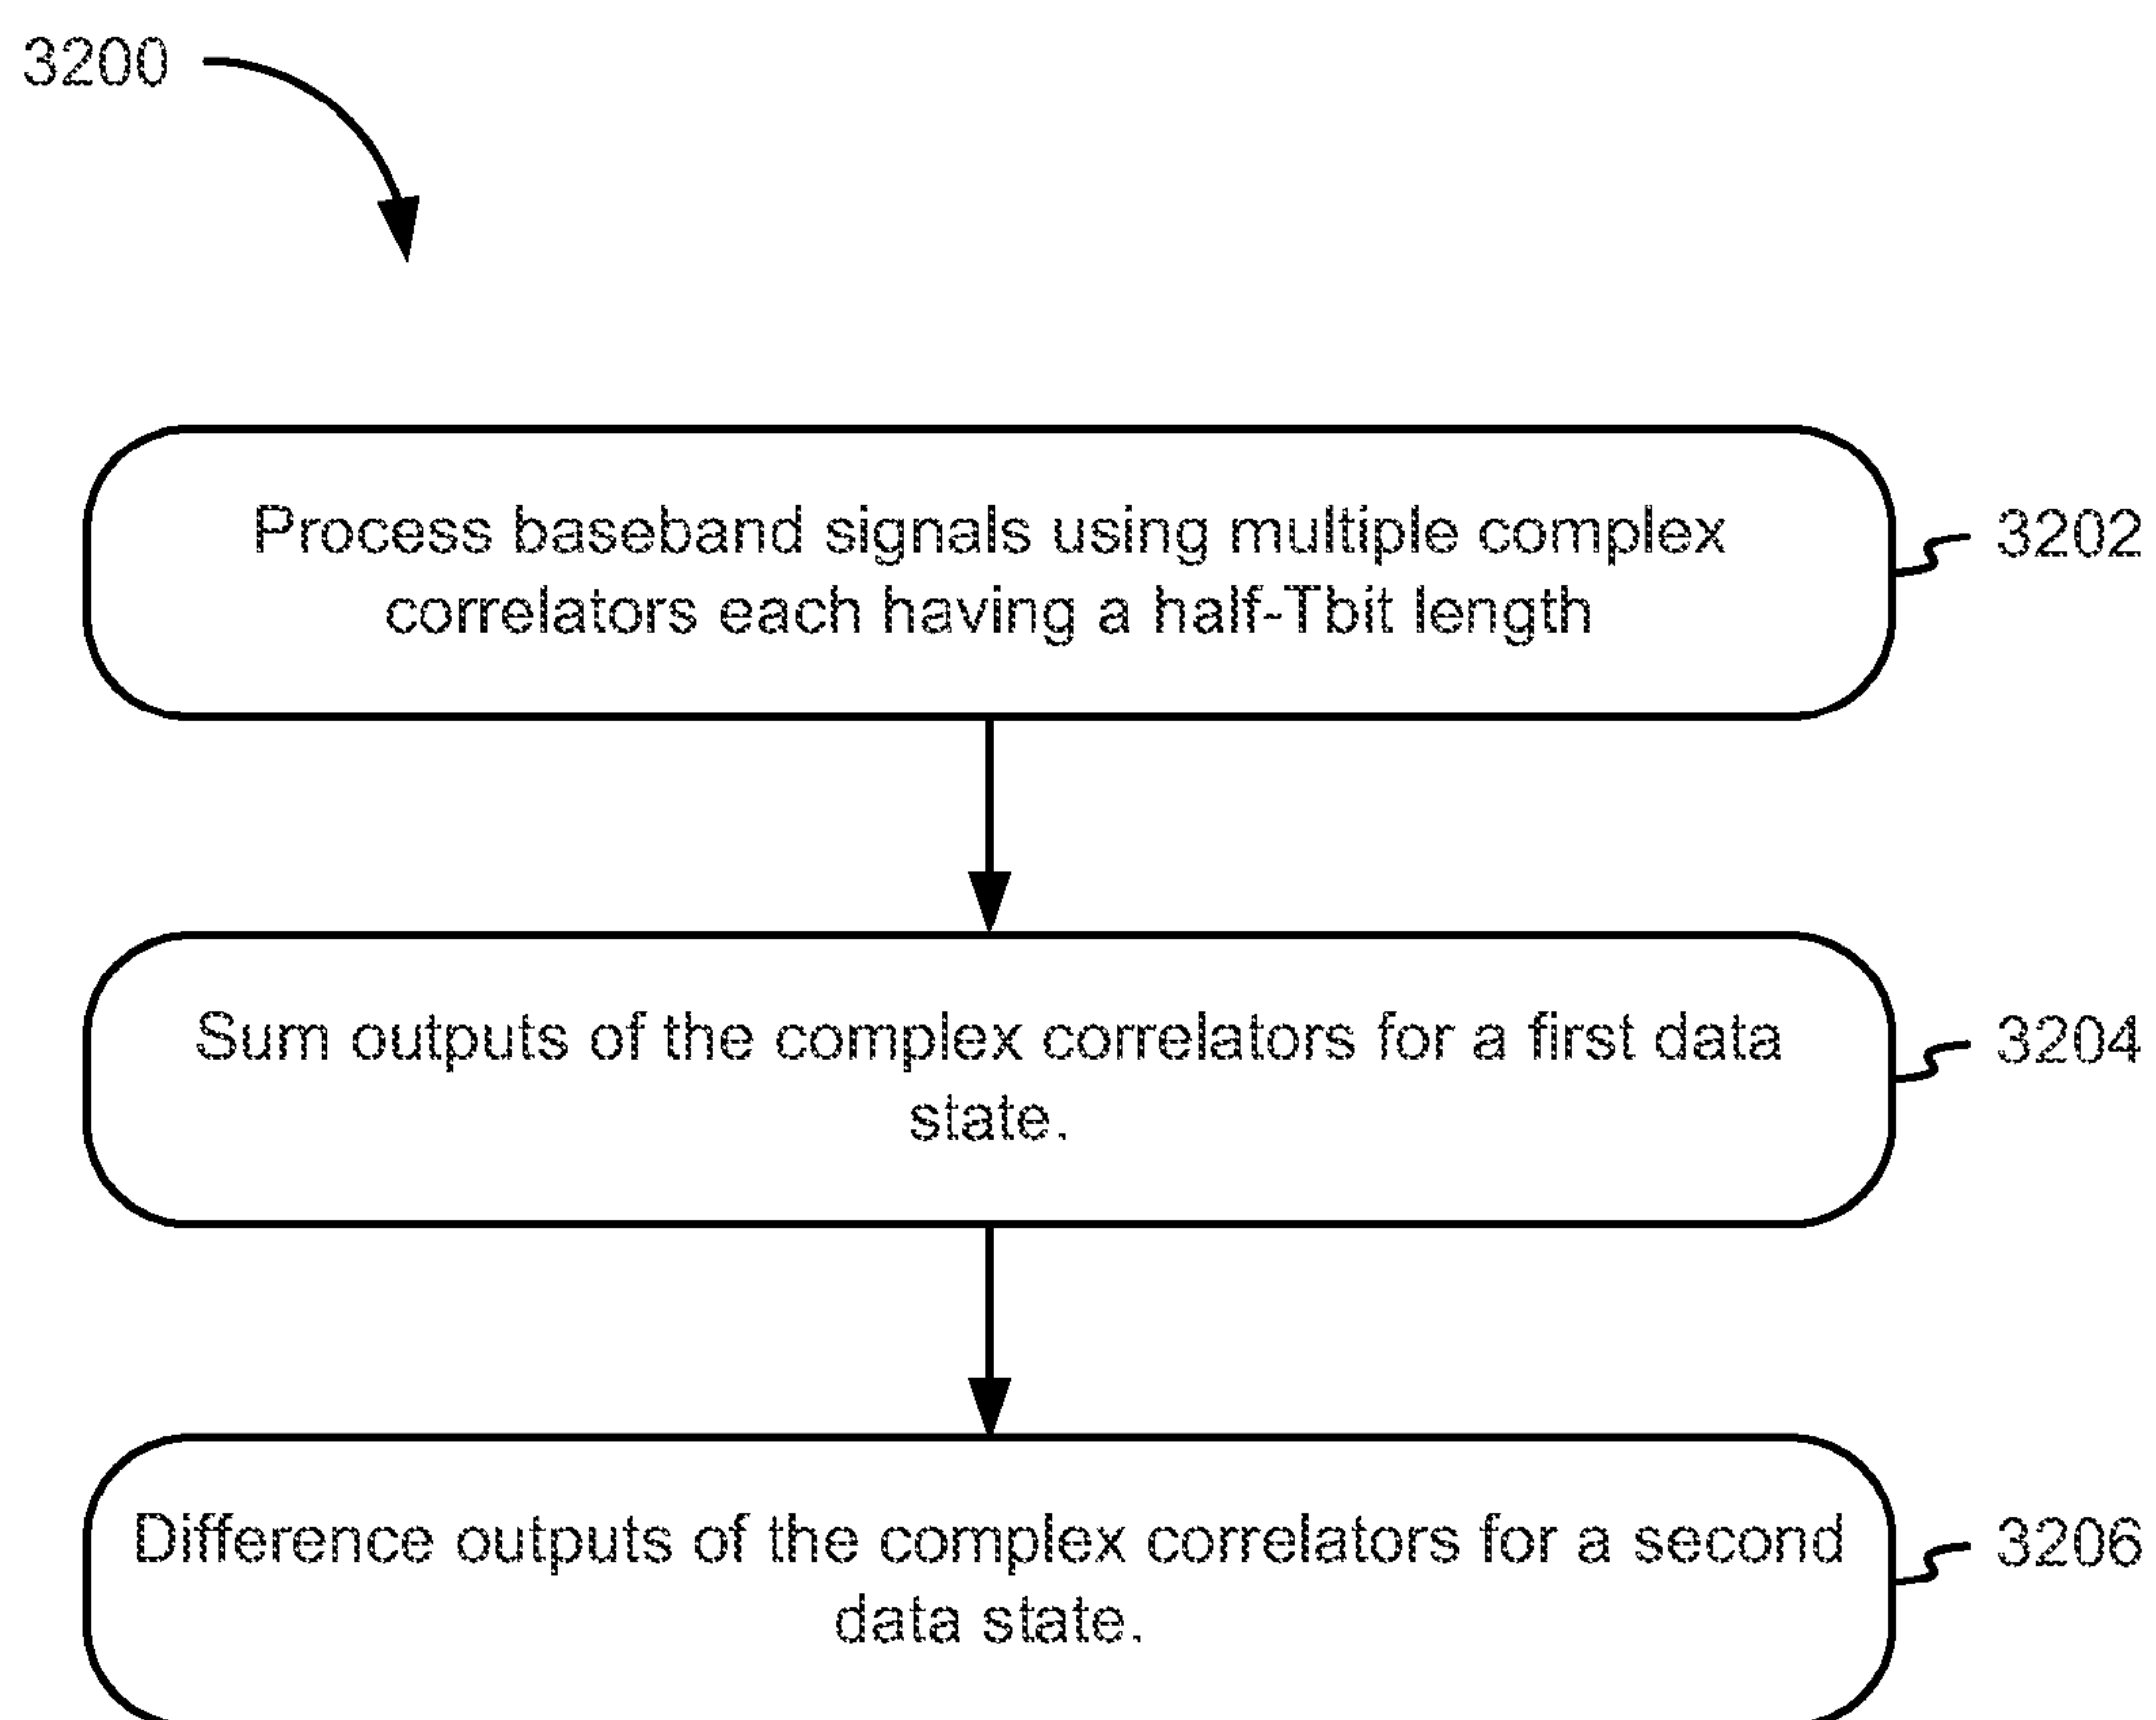 3200
Process baseband signals using multiple complex
correlators each having a half-Tbit length
3202
Sum outputs of the complex correlators for a first data
state.
3204
Difference outputs of the complex correlators for a second
data state.
3206